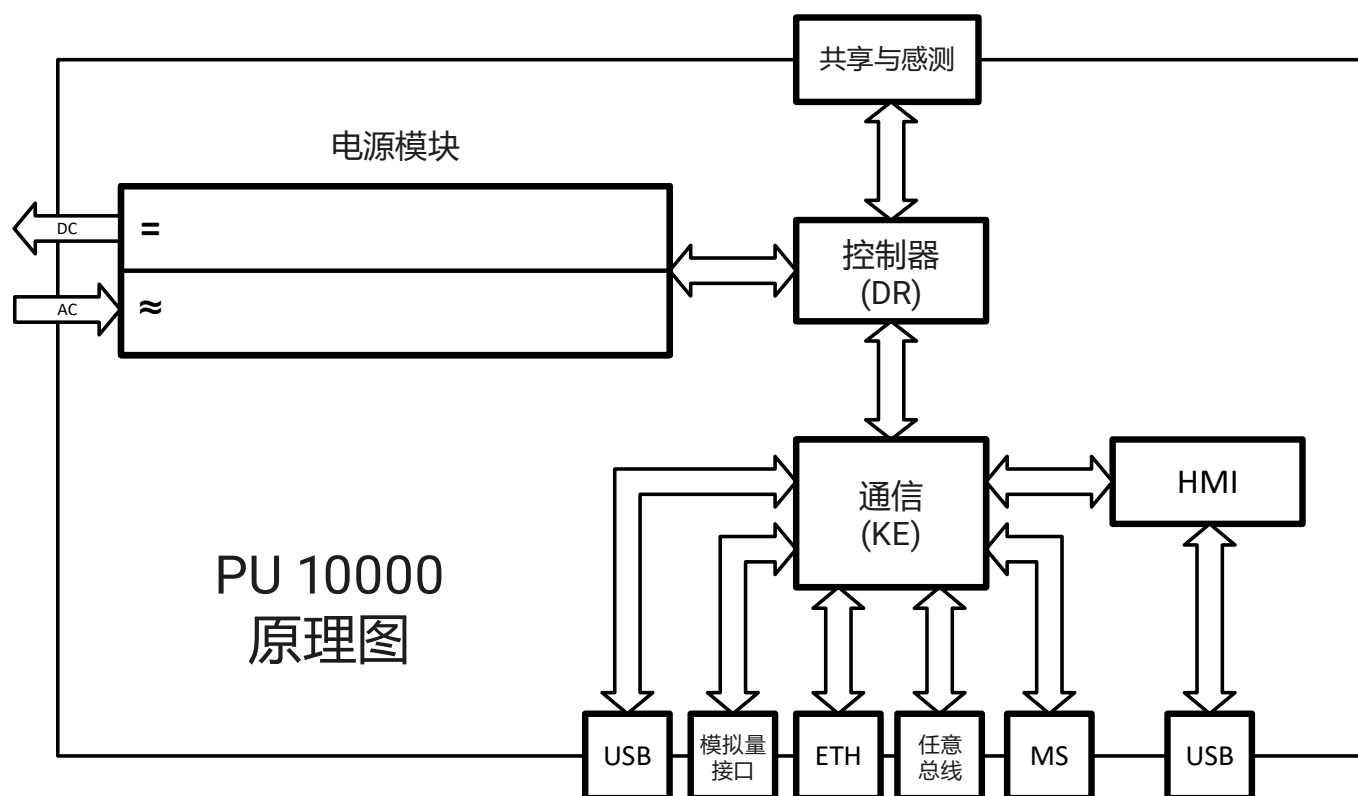 共享与感测
电源模块
DC
=
控制器
(DR)
AC
≈
通信
(KE)
HMI
PU 10000
原理图
USB
模拟量
接口
ETH
任意
总线
MS
USB